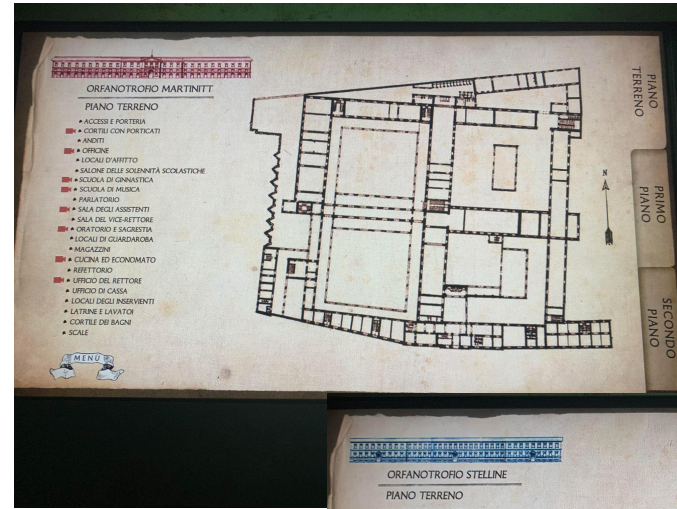 ORFANOTROFIO MARTINITT
PIANO TERRENO
ACCESSI E PORTERIA
CORTILI CON PORTICATI
ANDITI
OFFICINE
LOCALI D'AFFITTO
SALONE DELLE SOLENNITÀ SCOLASTICHE
SCUOLA DI GINNASTICA
SCUOLA DI MUSICA
PARLATORIO
SALA DEGLI ASSISTENTI
SALA DEL VICE-RETTORE
ORATORIO E SAGRESTIA
LOCALI DI GUARDAROBA
MAGAZZINI
CUCINA ED ECONOMATO
REFETTORIO
UFFICIO DEL RETTORE
UFFICIO DI CASSA
LOCALI DEGLI INSERVIENTI
LATRINE E LAVATOI
CORTILE DEI BAGNI
SCALE
MENÙ
N
PIANO
TERRENO
PRIMO
PIANO
SECONDO
PIANO
ORFANOTROFIO STELLINE
PIANO TERRENO